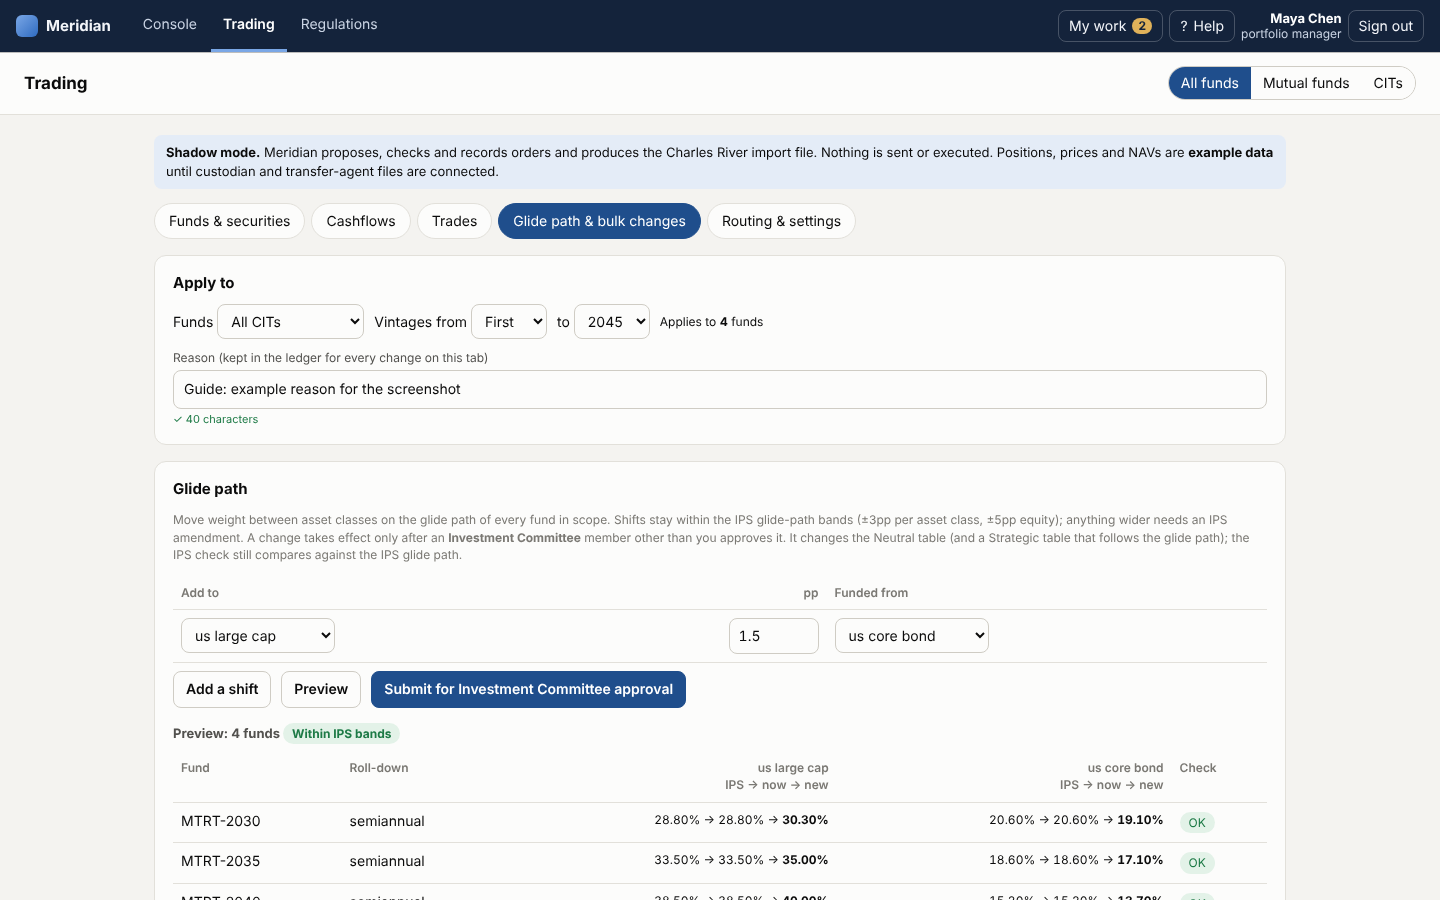 Meridian
Console
Trading
Regulations
My work 2
? Help
Maya Chen
portfolio manager
Sign out
Trading
All funds
Mutual funds
CITs
Shadow mode. Meridian proposes, checks and records orders and produces the Charles River import file. Nothing is sent or executed. Positions, prices and NAVs are example data
until custodian and transfer-agent files are connected.
Funds & securities
Cashflows
Trades
Glide path & bulk changes
Routing & settings
Apply to
Funds All CITs Vintages from First to 2045 Applies to 4 funds
Reason (kept in the ledger for every change on this tab)
Guide: example reason for the screenshot
✓ 40 characters
Glide path
Move weight between asset classes on the glide path of every fund in scope. Shifts stay within the IPS glide-path bands (±3pp per asset class, ±5pp equity); anything wider needs an IPS
amendment. A change takes effect only after an Investment Committee member other than you approves it. It changes the Neutral table (and a Strategic table that follows the glide path); the
IPS check still compares against the IPS glide path.
Add to pp Funded from
us large cap 1.5 us core bond
Add a shift
Preview
Submit for Investment Committee approval
Preview: 4 funds Within IPS bands
Fund Roll-down us large cap us core bond Check
IPS → now → new IPS → now → new
MTRT-2030 semiannual 28.80% → 28.80% → 30.30% 20.60% → 20.60% → 19.10% OK
MTRT-2035 semiannual 33.50% → 33.50% → 35.00% 18.60% → 18.60% → 17.10% OK